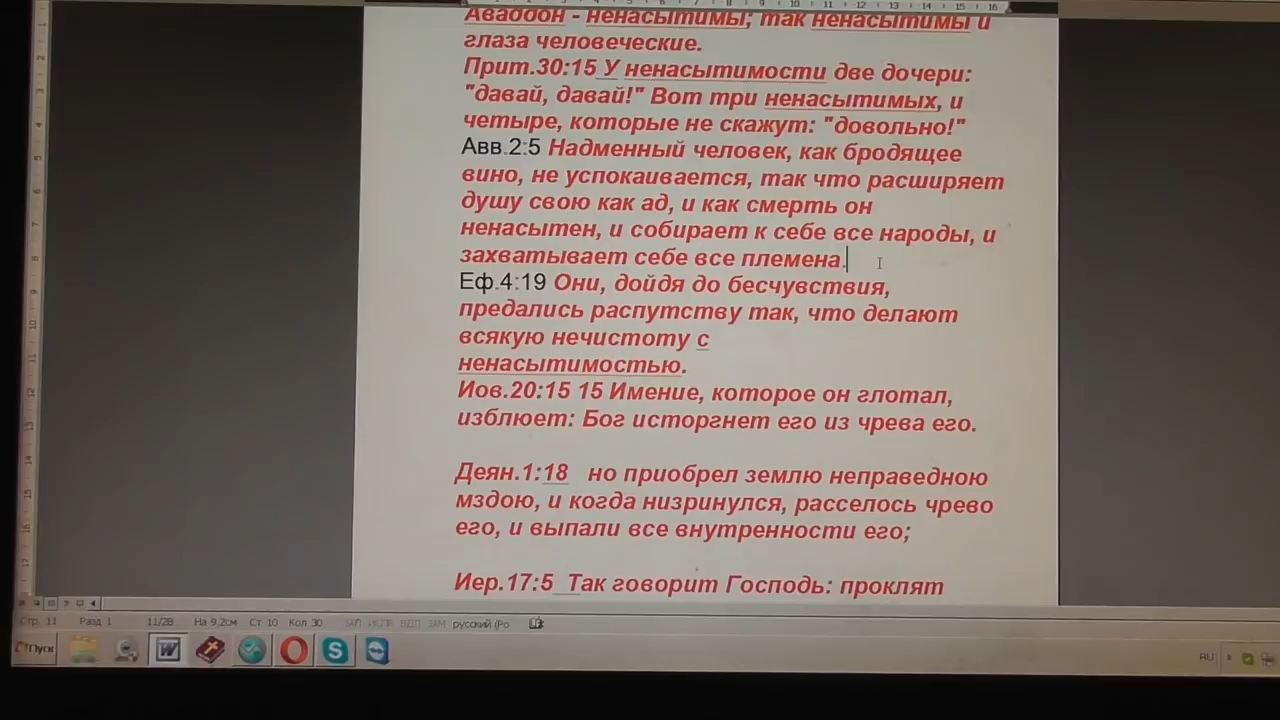 Аваддон - ненасытимы; так ненасытимы и
глаза человеческие.
Прит.30:15 У ненасытимости две дочери:
"давай, давай!" Вот три ненасытимых, и
четыре, которые не скажут: "довольно!"
Авв.2:5 Надменный человек, как бродящее
вино, не успокаивается, так что расширяет
душу свою как ад, и как смерть он
ненасытен, и собирает к себе все народы, и
захватывает себе все племена.
Еф.4:19 Они, дойдя до бесчувствия,
предались распутству так, что делают
всякую нечистоту с
ненасытимостью.
Иов.20:15 15 Имение, которое он глотал,
изблюет: Бог исторгнет его из чрева его.
Деян.1:18 но приобрел землю неправедною
мздою, и когда низринулся, расселось чрево
его, и выпали все внутренности его;
Иер.17:5 Так говорит Господь: проклят
Стр. 11 Разд 1 11/28 На 9,2см Ст 10 Кол 30 ЗАП ИСПР ВДЛ ЗАМ русский (Ро
Пуск RU